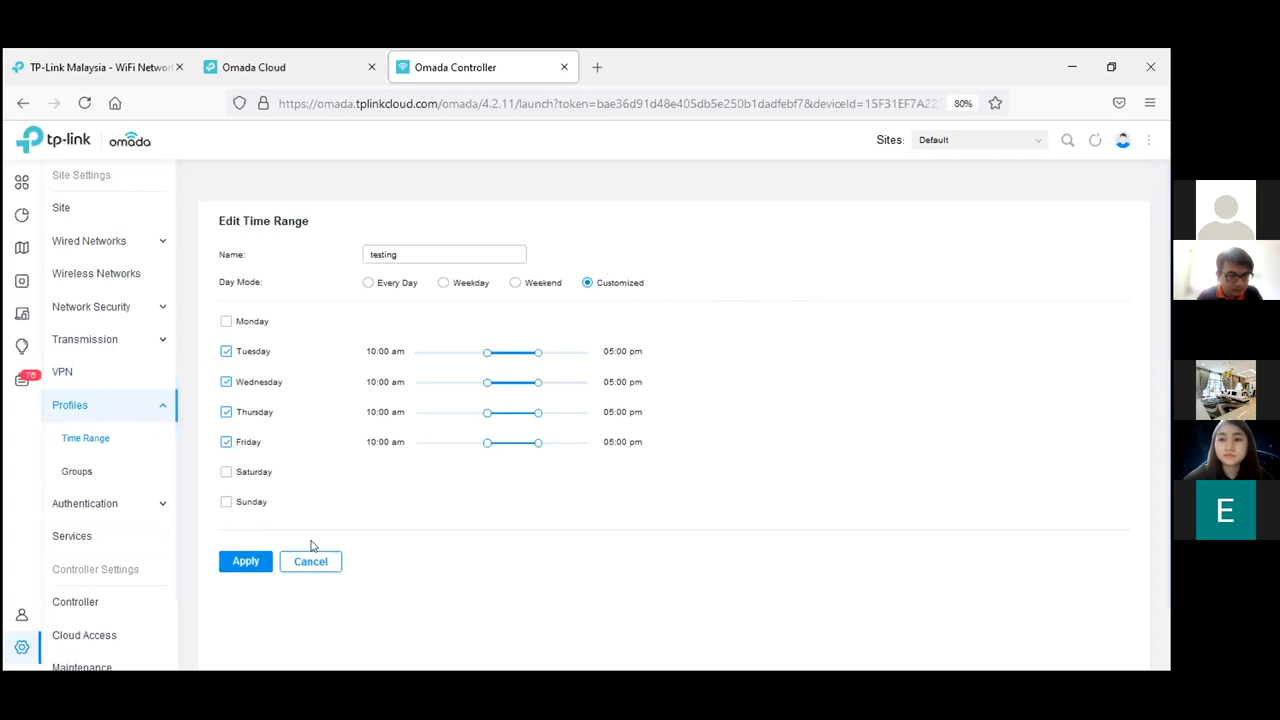 TP-Link Malaysia - WiFi Networ
Omada Cloud
Omada Controller
https://omada.tplinkcloud.com/omada/4.2.11/launch?token=bae36d91d48e405db5e250b1dadfebf7&deviceId=15F31EF7A22
80%
tp-link
omada
Sites:
Default
Site Settings
Site
Wired Networks
Wireless Networks
Network Security
Transmission
VPN
76
Profiles
Time Range
Groups
Authentication
Services
Controller Settings
Controller
Cloud Access
Maintenance
Edit Time Range
Name:
testing
Day Mode:
Every Day
Weekday
Weekend
Customized
Monday
Tuesday 10:00 am 05:00 pm
Wednesday 10:00 am 05:00 pm
Thursday 10:00 am 05:00 pm
Friday 10:00 am 05:00 pm
Saturday
Sunday
Apply
Cancel
E